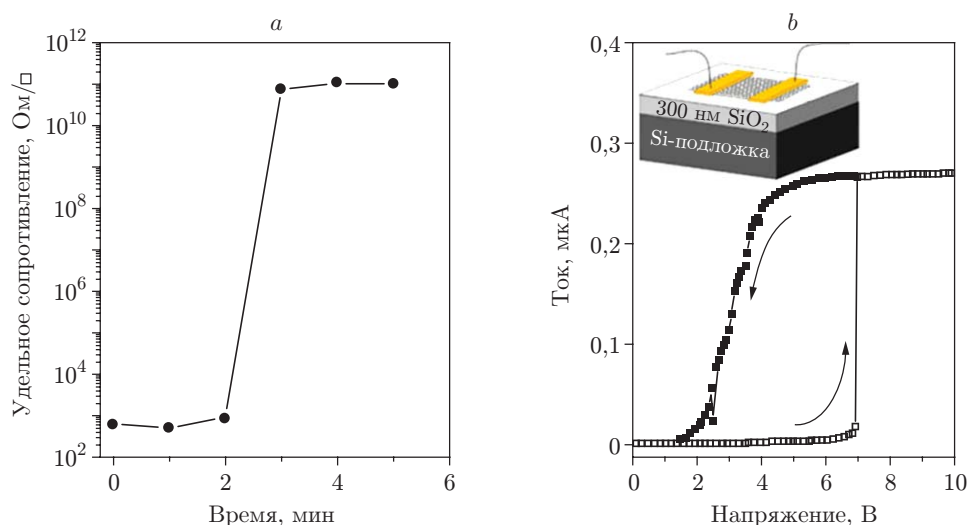 a
Удельное сопротивление, Ом/□
10¹²
10¹⁰
10⁸
10⁶
10⁴
10²
0 2 4 6
Время, мин
b
Ток, мкА
0,4
0,3
0,2
0,1
0
300 нм SiO₂
Si-подложка
0 2 4 6 8 10
Напряжение, В